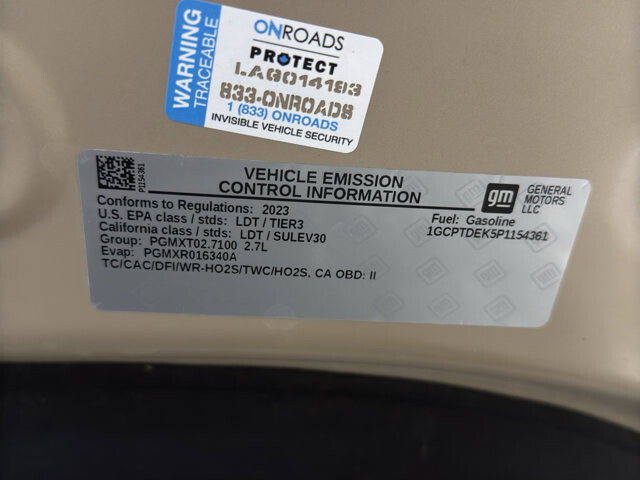 WARNING
TRACEABLE
ONROADS
PROTECT
LAG014193
833-ONROADS
1 (833) ONROADS
INVISIBLE VEHICLE SECURITY
P1154361
VEHICLE EMISSION
CONTROL INFORMATION
gm
GENERAL
MOTORS
LLC
Conforms to Regulations: 2023
U.S. EPA class / stds: LDT / TIER3
California class / stds: LDT / SULEV30
Group: PGMXT02.7100 2.7L
Evap: PGMXR016340A
TC/CAC/DFI/WR-HO2S/TWC/HO2S, CA OBD: II
Fuel: Gasoline
1GCPTDEK5P1154361